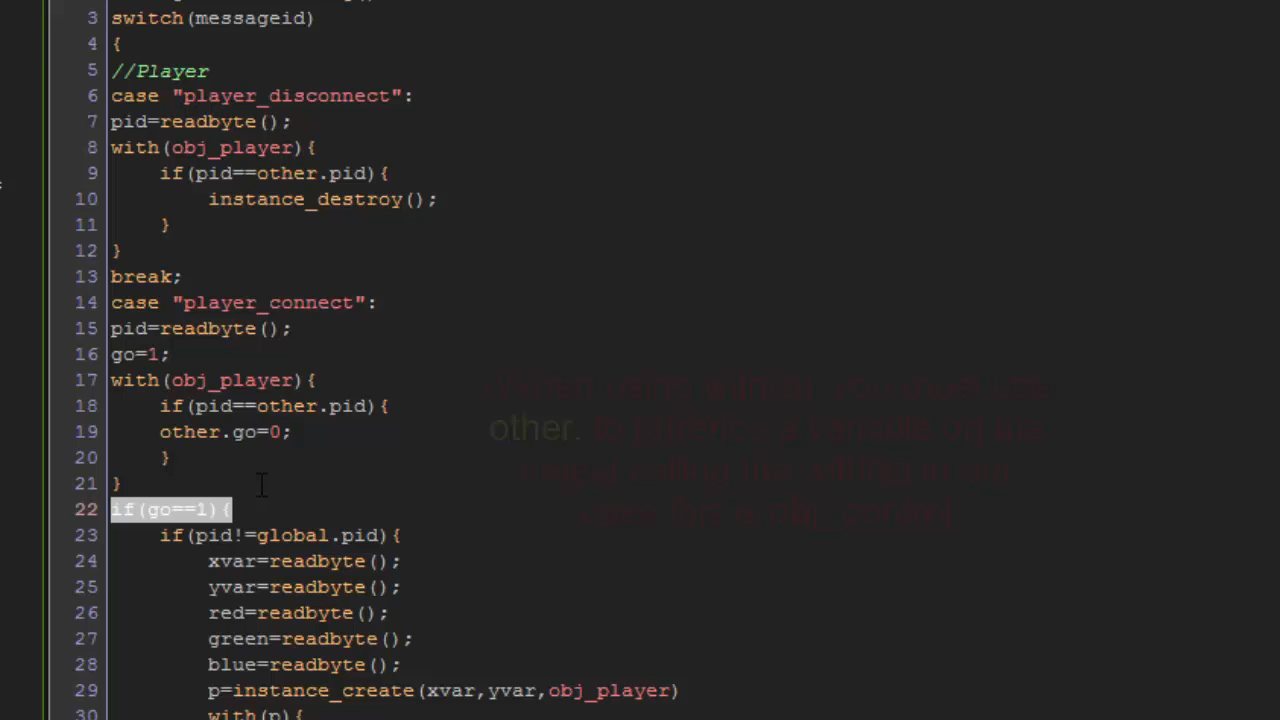 3 switch(messageid)
4 {
5 //Player
6 case "player_disconnect":
7 pid=readbyte();
8 with(obj_player){
9 if(pid==other.pid){
10 instance_destroy();
11 }
12 }
13 break;
14 case "player_connect":
15 pid=readbyte();
16 go=1;
17 with(obj_player){
18 if(pid==other.pid){
19 other.go=0;
20 }
21 }
22 if(go==1){
23 if(pid!=global.pid){
24 xvar=readbyte();
25 yvar=readbyte();
26 red=readbyte();
27 green=readbyte();
28 blue=readbyte();
29 p=instance_create(xvar,yvar,obj_player)
30 with(p){
other. a variable